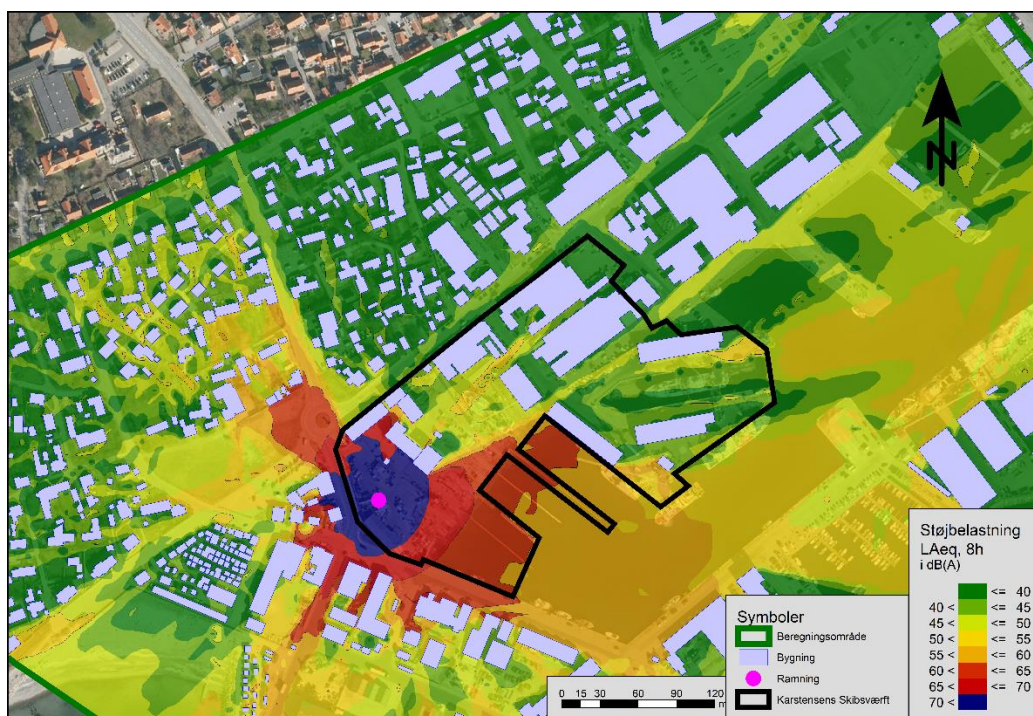 N
Støjbelastning
LAeq, 8h
i dB(A)
<= 40
40 < <= 45
45 < <= 50
50 < <= 55
55 < <= 60
60 < <= 65
65 < <= 70
70 <
Symboler
Beregningsområde
Bygning
Ramning
Karstensens Skibsværft
0 15 30 60 90 120
m